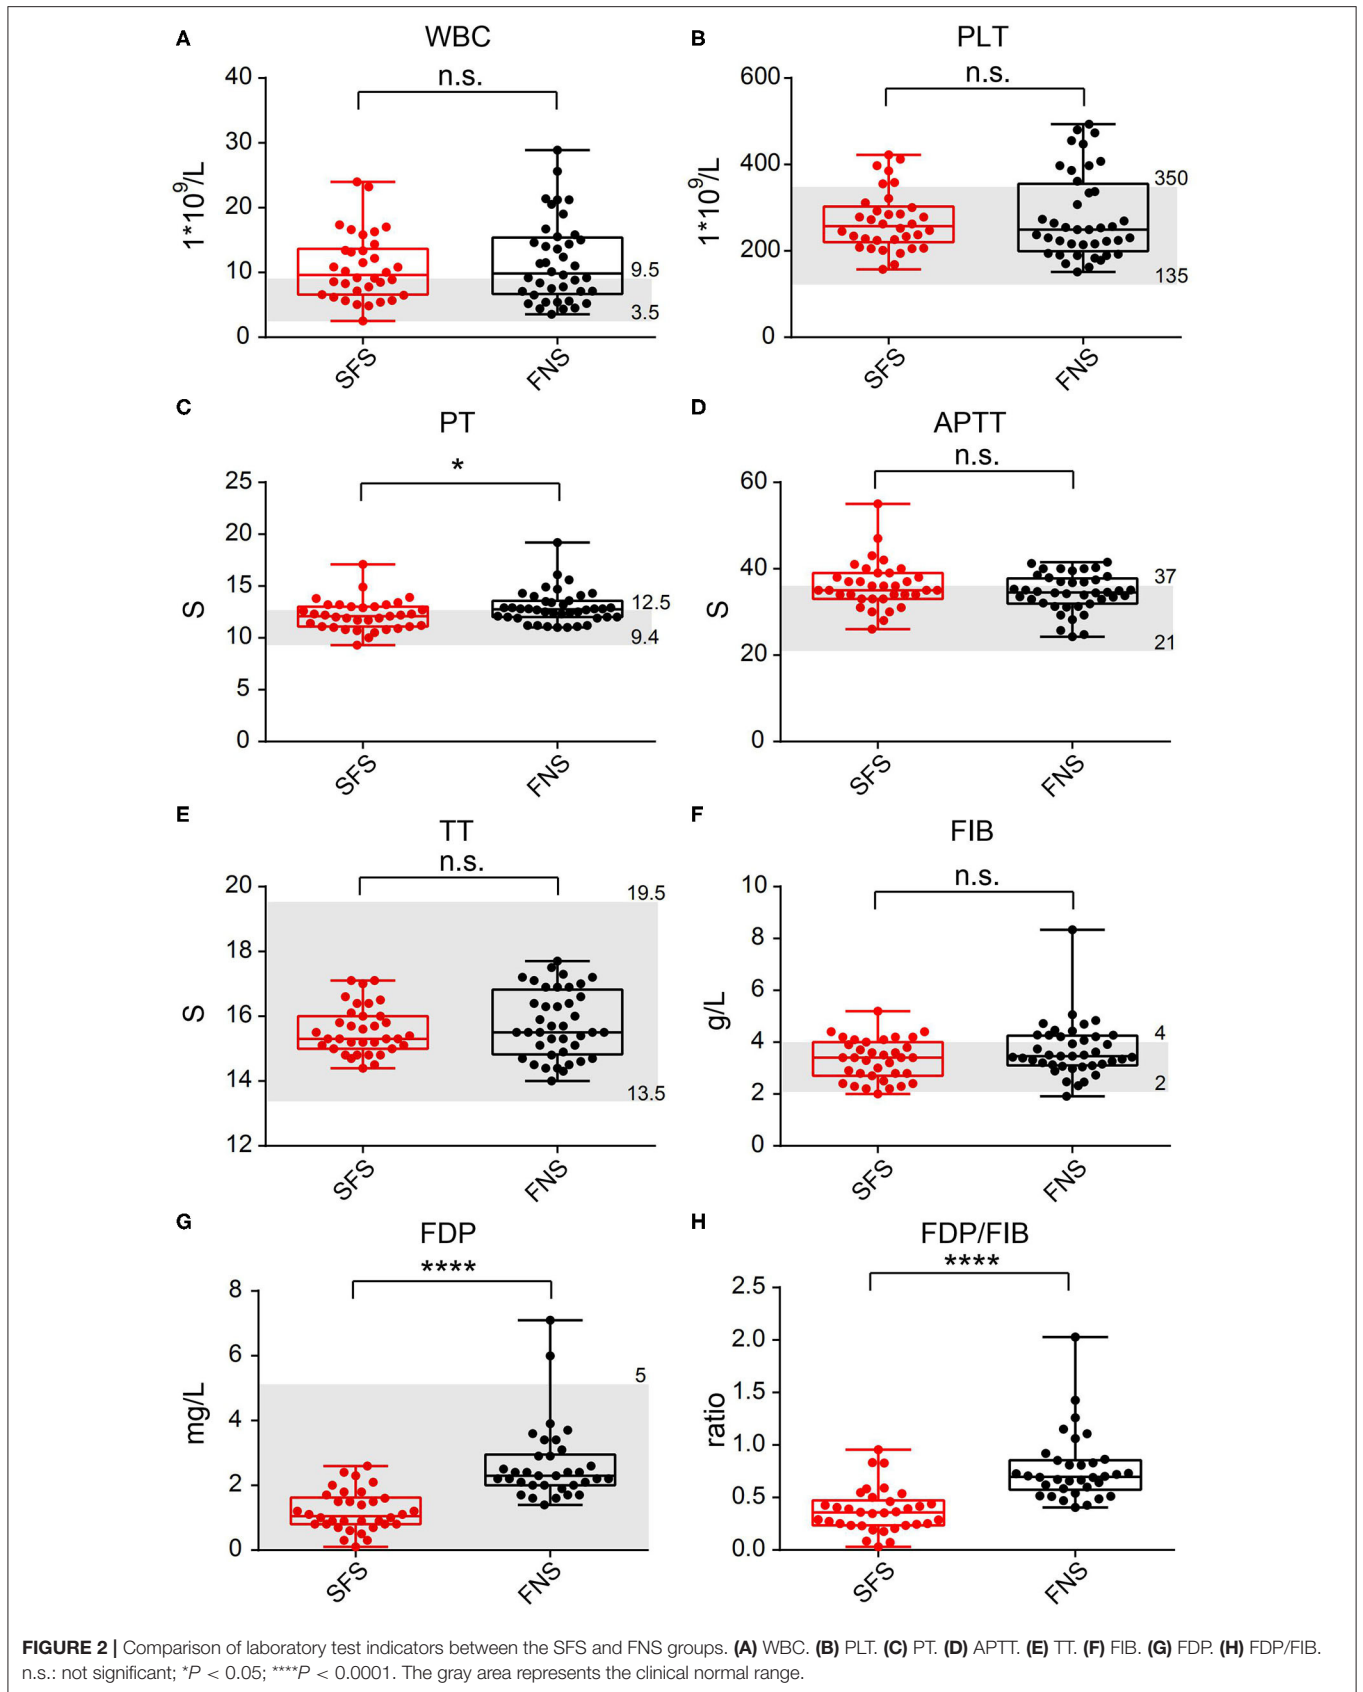 A
WBC
n.s.
40
30
20
10
0
1*10^9/L
9.5
3.5
SFS
FNS
B
PLT
n.s.
600
400
200
0
1*10^9/L
350
135
SFS
FNS
C
PT
*
25
20
15
10
5
0
S
12.5
9.4
SFS
FNS
D
APTT
n.s.
60
40
20
0
S
37
21
SFS
FNS
E
TT
n.s.
20
18
16
14
12
S
19.5
13.5
SFS
FNS
F
FIB
n.s.
10
8
6
4
2
0
g/L
4
2
SFS
FNS
G
FDP
****
8
6
4
2
0
mg/L
5
SFS
FNS
H
FDP/FIB
****
2.5
2.0
1.5
1.0
0.5
0.0
ratio
SFS
FNS
FIGURE 2 | Comparison of laboratory test indicators between the SFS and FNS groups. (A) WBC. (B) PLT. (C) PT. (D) APTT. (E) TT. (F) FIB. (G) FDP. (H) FDP/FIB.
n.s.: not significant; *P < 0.05; ****P < 0.0001. The gray area represents the clinical normal range.